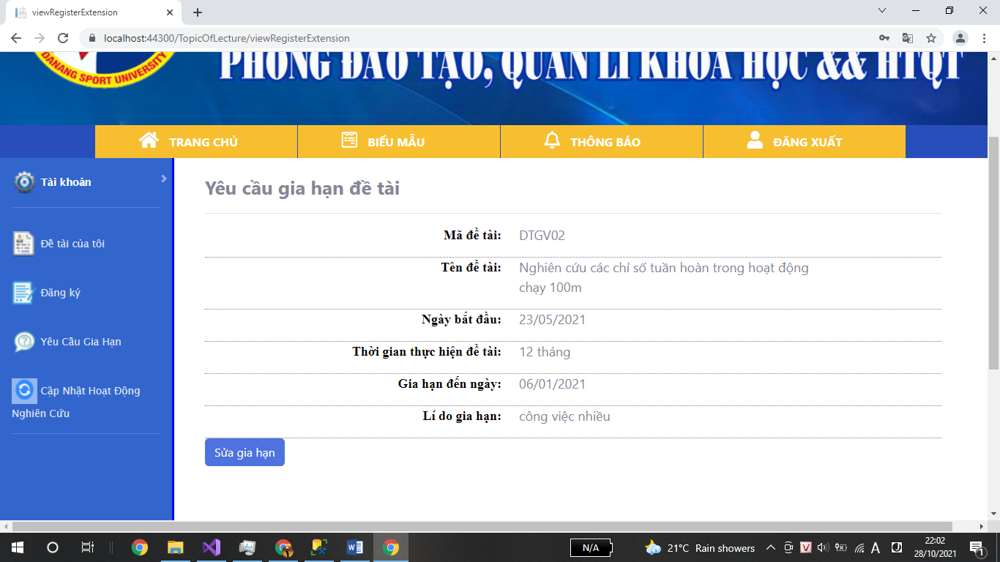 viewRegisterExtension
localhost:44300/TopicOfLecture/viewRegisterExtension
DANANG SPORT UNIVERSITY
PHÒNG ĐÀO TẠO, QUẢN LÍ KHOA HỌC && HTQT
TRANG CHỦ
BIỂU MẪU
THÔNG BÁO
ĐĂNG XUẤT
Tài khoản
Đề tài của tôi
Đăng ký
Yêu Cầu Gia Hạn
Cập Nhật Hoạt Động
Nghiên Cứu
Yêu cầu gia hạn đề tài
Mã đề tài: DTGV02
Tên đề tài: Nghiên cứu các chỉ số tuần hoàn trong hoạt động
chạy 100m
Ngày bắt đầu: 23/05/2021
Thời gian thực hiện đề tài: 12 tháng
Gia hạn đến ngày: 06/01/2021
Lí do gia hạn: công việc nhiều
Sửa gia hạn
N/A
21°C Rain showers
V
A
22:02
28/10/2021
1